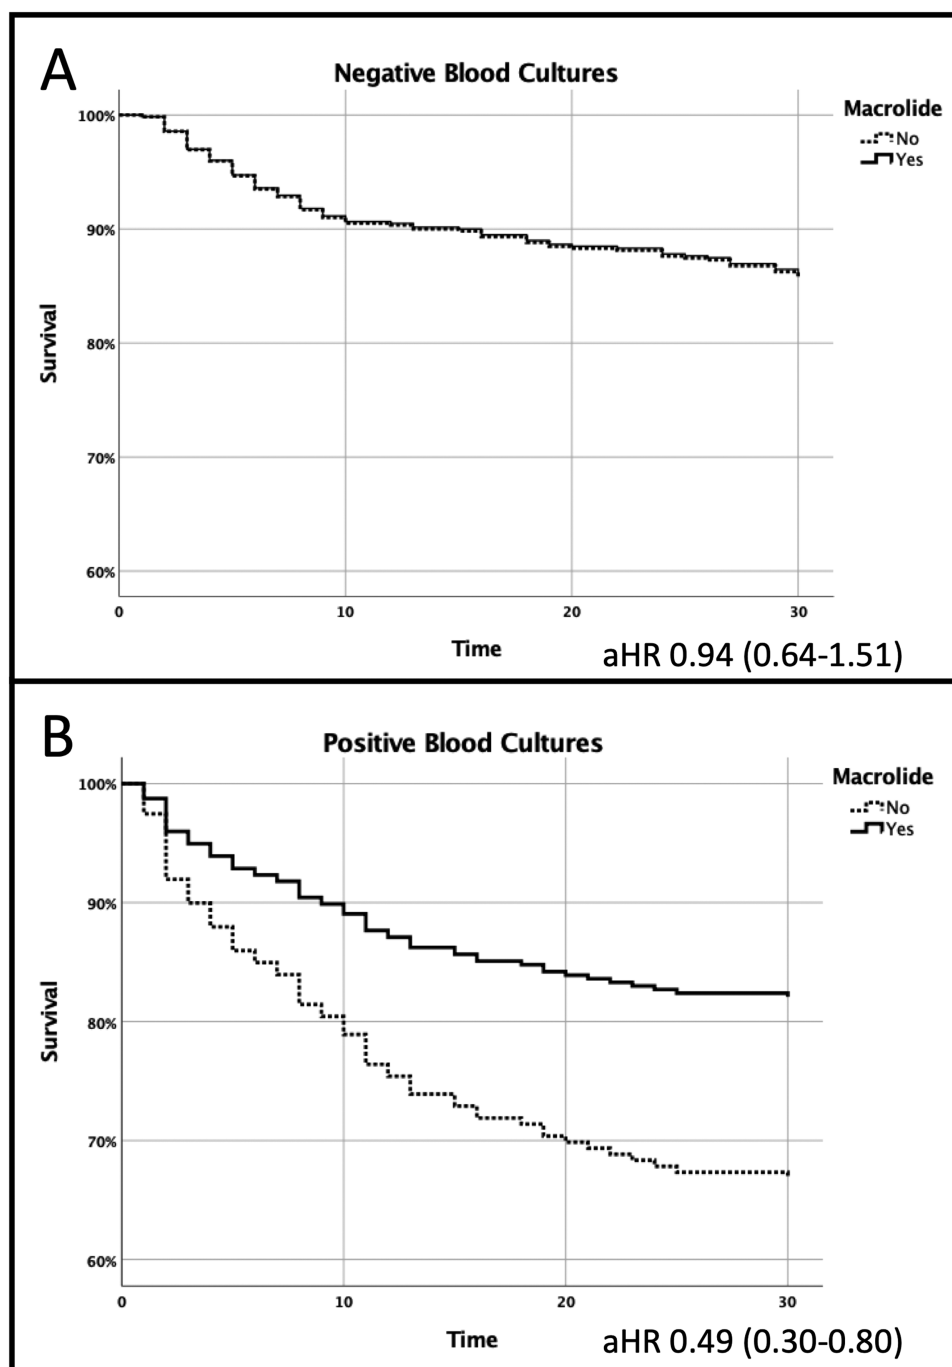 A
Negative Blood Cultures
Macrolide
No
Yes
100%
90%
80%
70%
60%
Survival
0 10 20 30
Time
aHR 0.94 (0.64-1.51)
B
Positive Blood Cultures
Macrolide
No
Yes
100%
90%
80%
70%
60%
Survival
0 10 20 30
Time
aHR 0.49 (0.30-0.80)